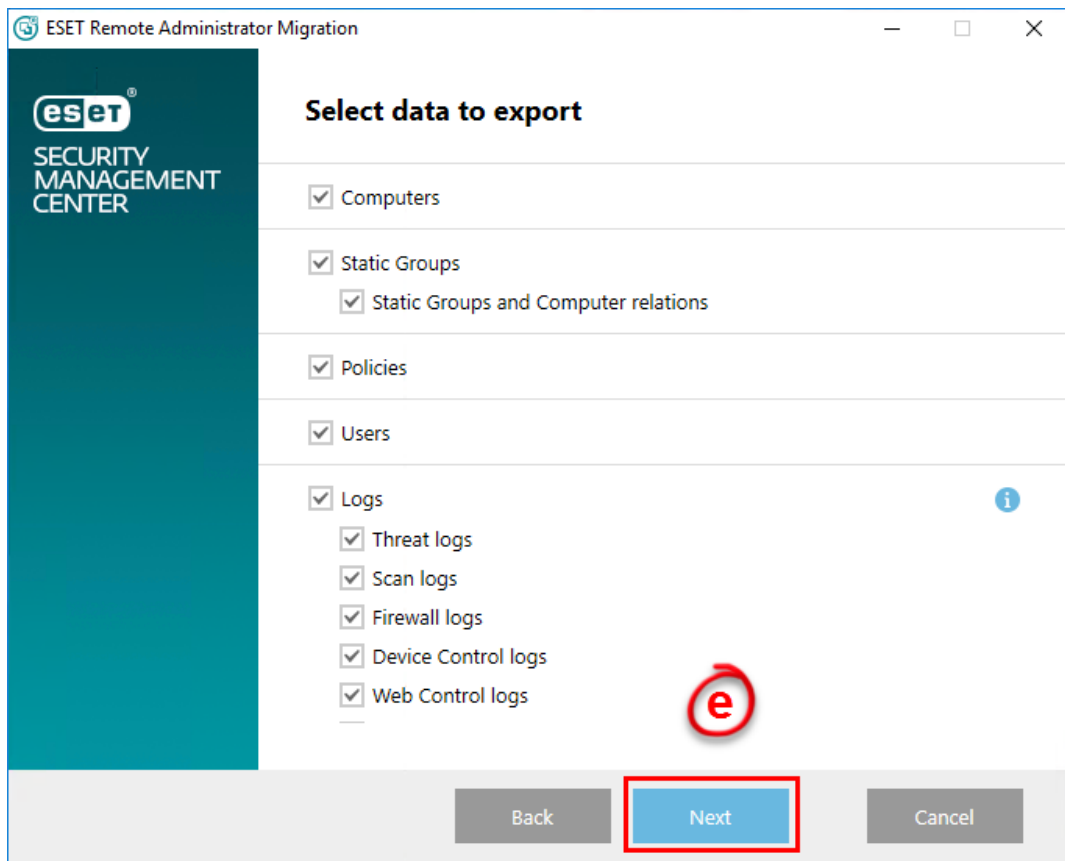 ESET Remote Administrator Migration
eset®
SECURITY
MANAGEMENT
CENTER
Select data to export
Computers
Static Groups
Static Groups and Computer relations
Policies
Users
Logs
i
Threat logs
Scan logs
Firewall logs
Device Control logs
Web Control logs
e
Back
Next
Cancel